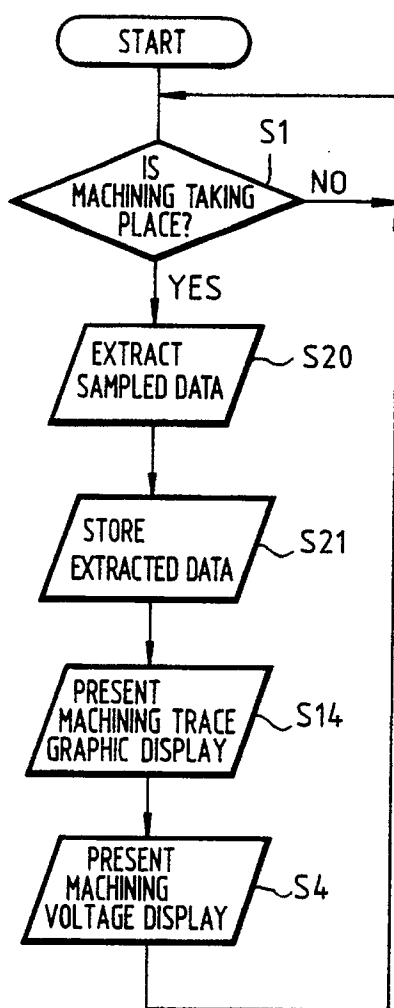 START
S1
IS
MACHINING TAKING
PLACE?
NO
YES
EXTRACT
SAMPLED DATA
S20
STORE
EXTRACTED DATA
S21
PRESENT
MACHINING TRACE
GRAPHIC DISPLAY
S14
PRESENT
MACHINING
VOLTAGE DISPLAY
S4